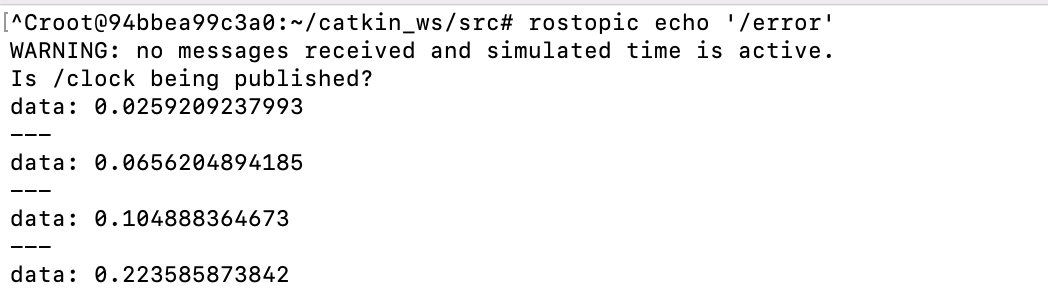 [^Croot@94bbea99c3a0:~/catkin_ws/src# rostopic echo '/error'
WARNING: no messages received and simulated time is active.
Is /clock being published?
data: 0.0259209237993
---
data: 0.0656204894185
---
data: 0.104888364673
---
data: 0.223585873842